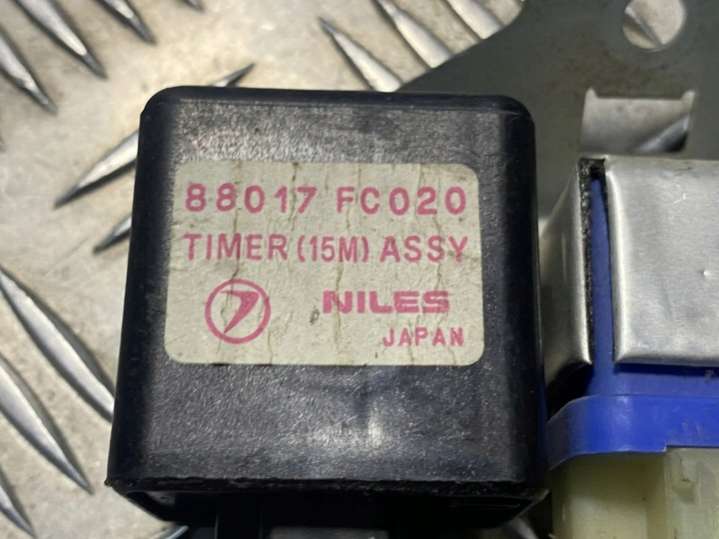 88017 FC020
TIMER (15M) ASSY
NILES
JAPAN